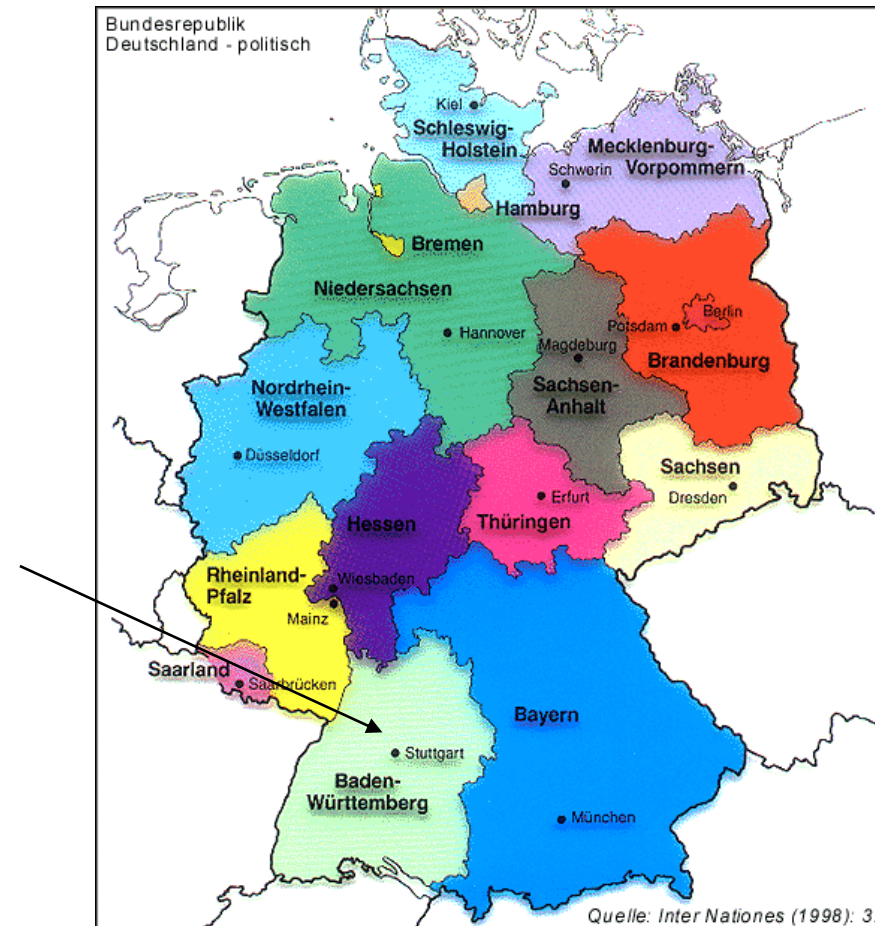 Bundesrepublik
Deutschland - politisch
Kiel
Schleswig-
Holstein
Mecklenburg-
Vorpommern
Schwerin
Hamburg
Bremen
Niedersachsen
Hannover
Berlin
Potsdam
Magdeburg
Brandenburg
Sachsen-
Anhalt
Nordrhein-
Westfalen
Düsseldorf
Sachsen
Dresden
Erfurt
Thüringen
Hessen
Rheinland-
Pfalz
Wiesbaden
Mainz
Saarland
Saarbrücken
Bayern
Stuttgart
Baden-
Württemberg
München
Quelle: Inter Nationes (1998): 3